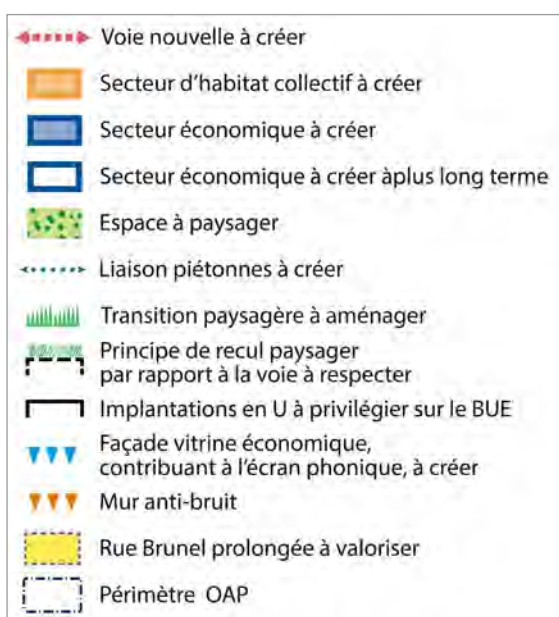 Voie nouvelle à créer
Secteur d'habitat collectif à créer
Secteur économique à créer
Secteur économique à créer àplus long terme
Espace à paysager
Liaison piétonnes à créer
Transition paysagère à aménager
Principe de recul paysager
par rapport à la voie à respecter
Implantations en U à privilégier sur le BUE
Façade vitrine économique,
contribuant à l'écran phonique, à créer
Mur anti-bruit
Rue Brunel prolongée à valoriser
Périmètre OAP